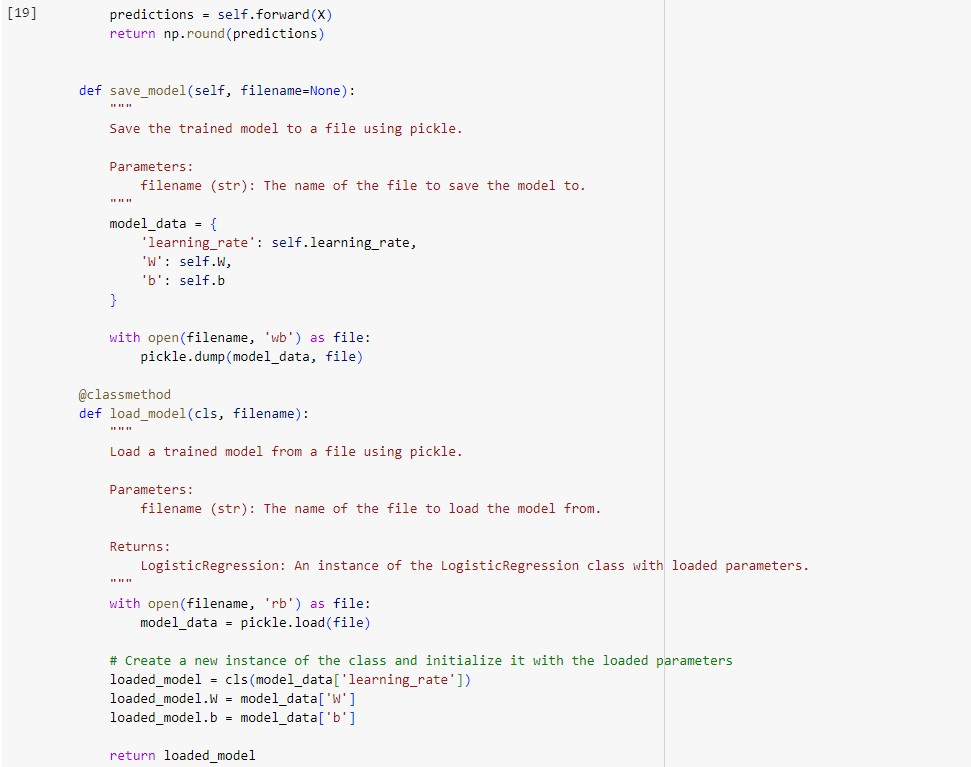 [19]        predictions = self.forward(X)
        return np.round(predictions)


    def save_model(self, filename=None):
        """
        Save the trained model to a file using pickle.

        Parameters:
            filename (str): The name of the file to save the model to.
        """
        model_data = {
            'learning_rate': self.learning_rate,
            'W': self.W,
            'b': self.b
        }

        with open(filename, 'wb') as file:
            pickle.dump(model_data, file)

    @classmethod
    def load_model(cls, filename):
        """
        Load a trained model from a file using pickle.

        Parameters:
            filename (str): The name of the file to load the model from.

        Returns:
            LogisticRegression: An instance of the LogisticRegression class with loaded parameters.
        """
        with open(filename, 'rb') as file:
            model_data = pickle.load(file)

        # Create a new instance of the class and initialize it with the loaded parameters
        loaded_model = cls(model_data['learning_rate'])
        loaded_model.W = model_data['W']
        loaded_model.b = model_data['b']

        return loaded_model